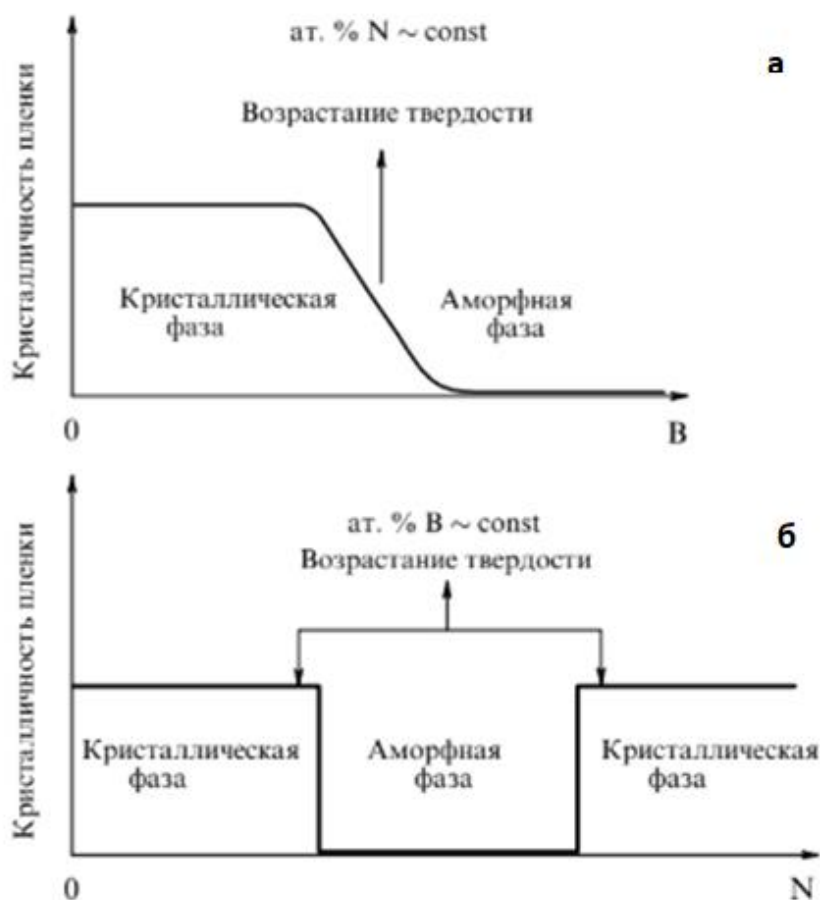 ат. % N ~ const
а
Возрастание твердости
Кристалличность пленки
Кристаллическая
фаза
Аморфная
фаза
0
B
ат. % B ~ const
б
Возрастание твердости
Кристалличность пленки
Кристаллическая
фаза
Аморфная
фаза
Кристаллическая
фаза
0
N